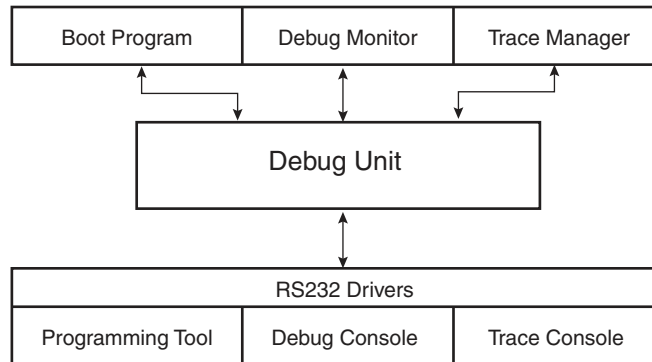 Boot Program Debug Monitor Trace Manager
Debug Unit
RS232 Drivers
Programming Tool Debug Console Trace Console